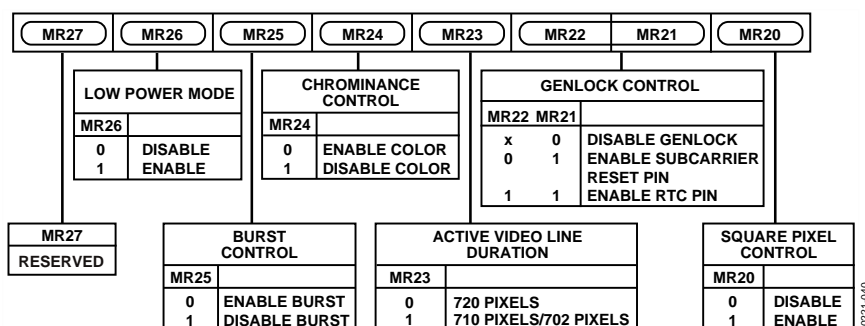 MR27 MR26 MR25 MR24 MR23 MR22 MR21 MR20
LOW POWER MODE
MR26
0 DISABLE
1 ENABLE
CHROMINANCE
CONTROL
MR24
0 ENABLE COLOR
1 DISABLE COLOR
GENLOCK CONTROL
MR22 MR21
x 0 DISABLE GENLOCK
0 1 ENABLE SUBCARRIER
RESET PIN
1 1 ENABLE RTC PIN
MR27
RESERVED
BURST
CONTROL
MR25
0 ENABLE BURST
1 DISABLE BURST
ACTIVE VIDEO LINE
DURATION
MR23
0 720 PIXELS
1 710 PIXELS/702 PIXELS
SQUARE PIXEL
CONTROL
MR20
0 DISABLE
1 ENABLE